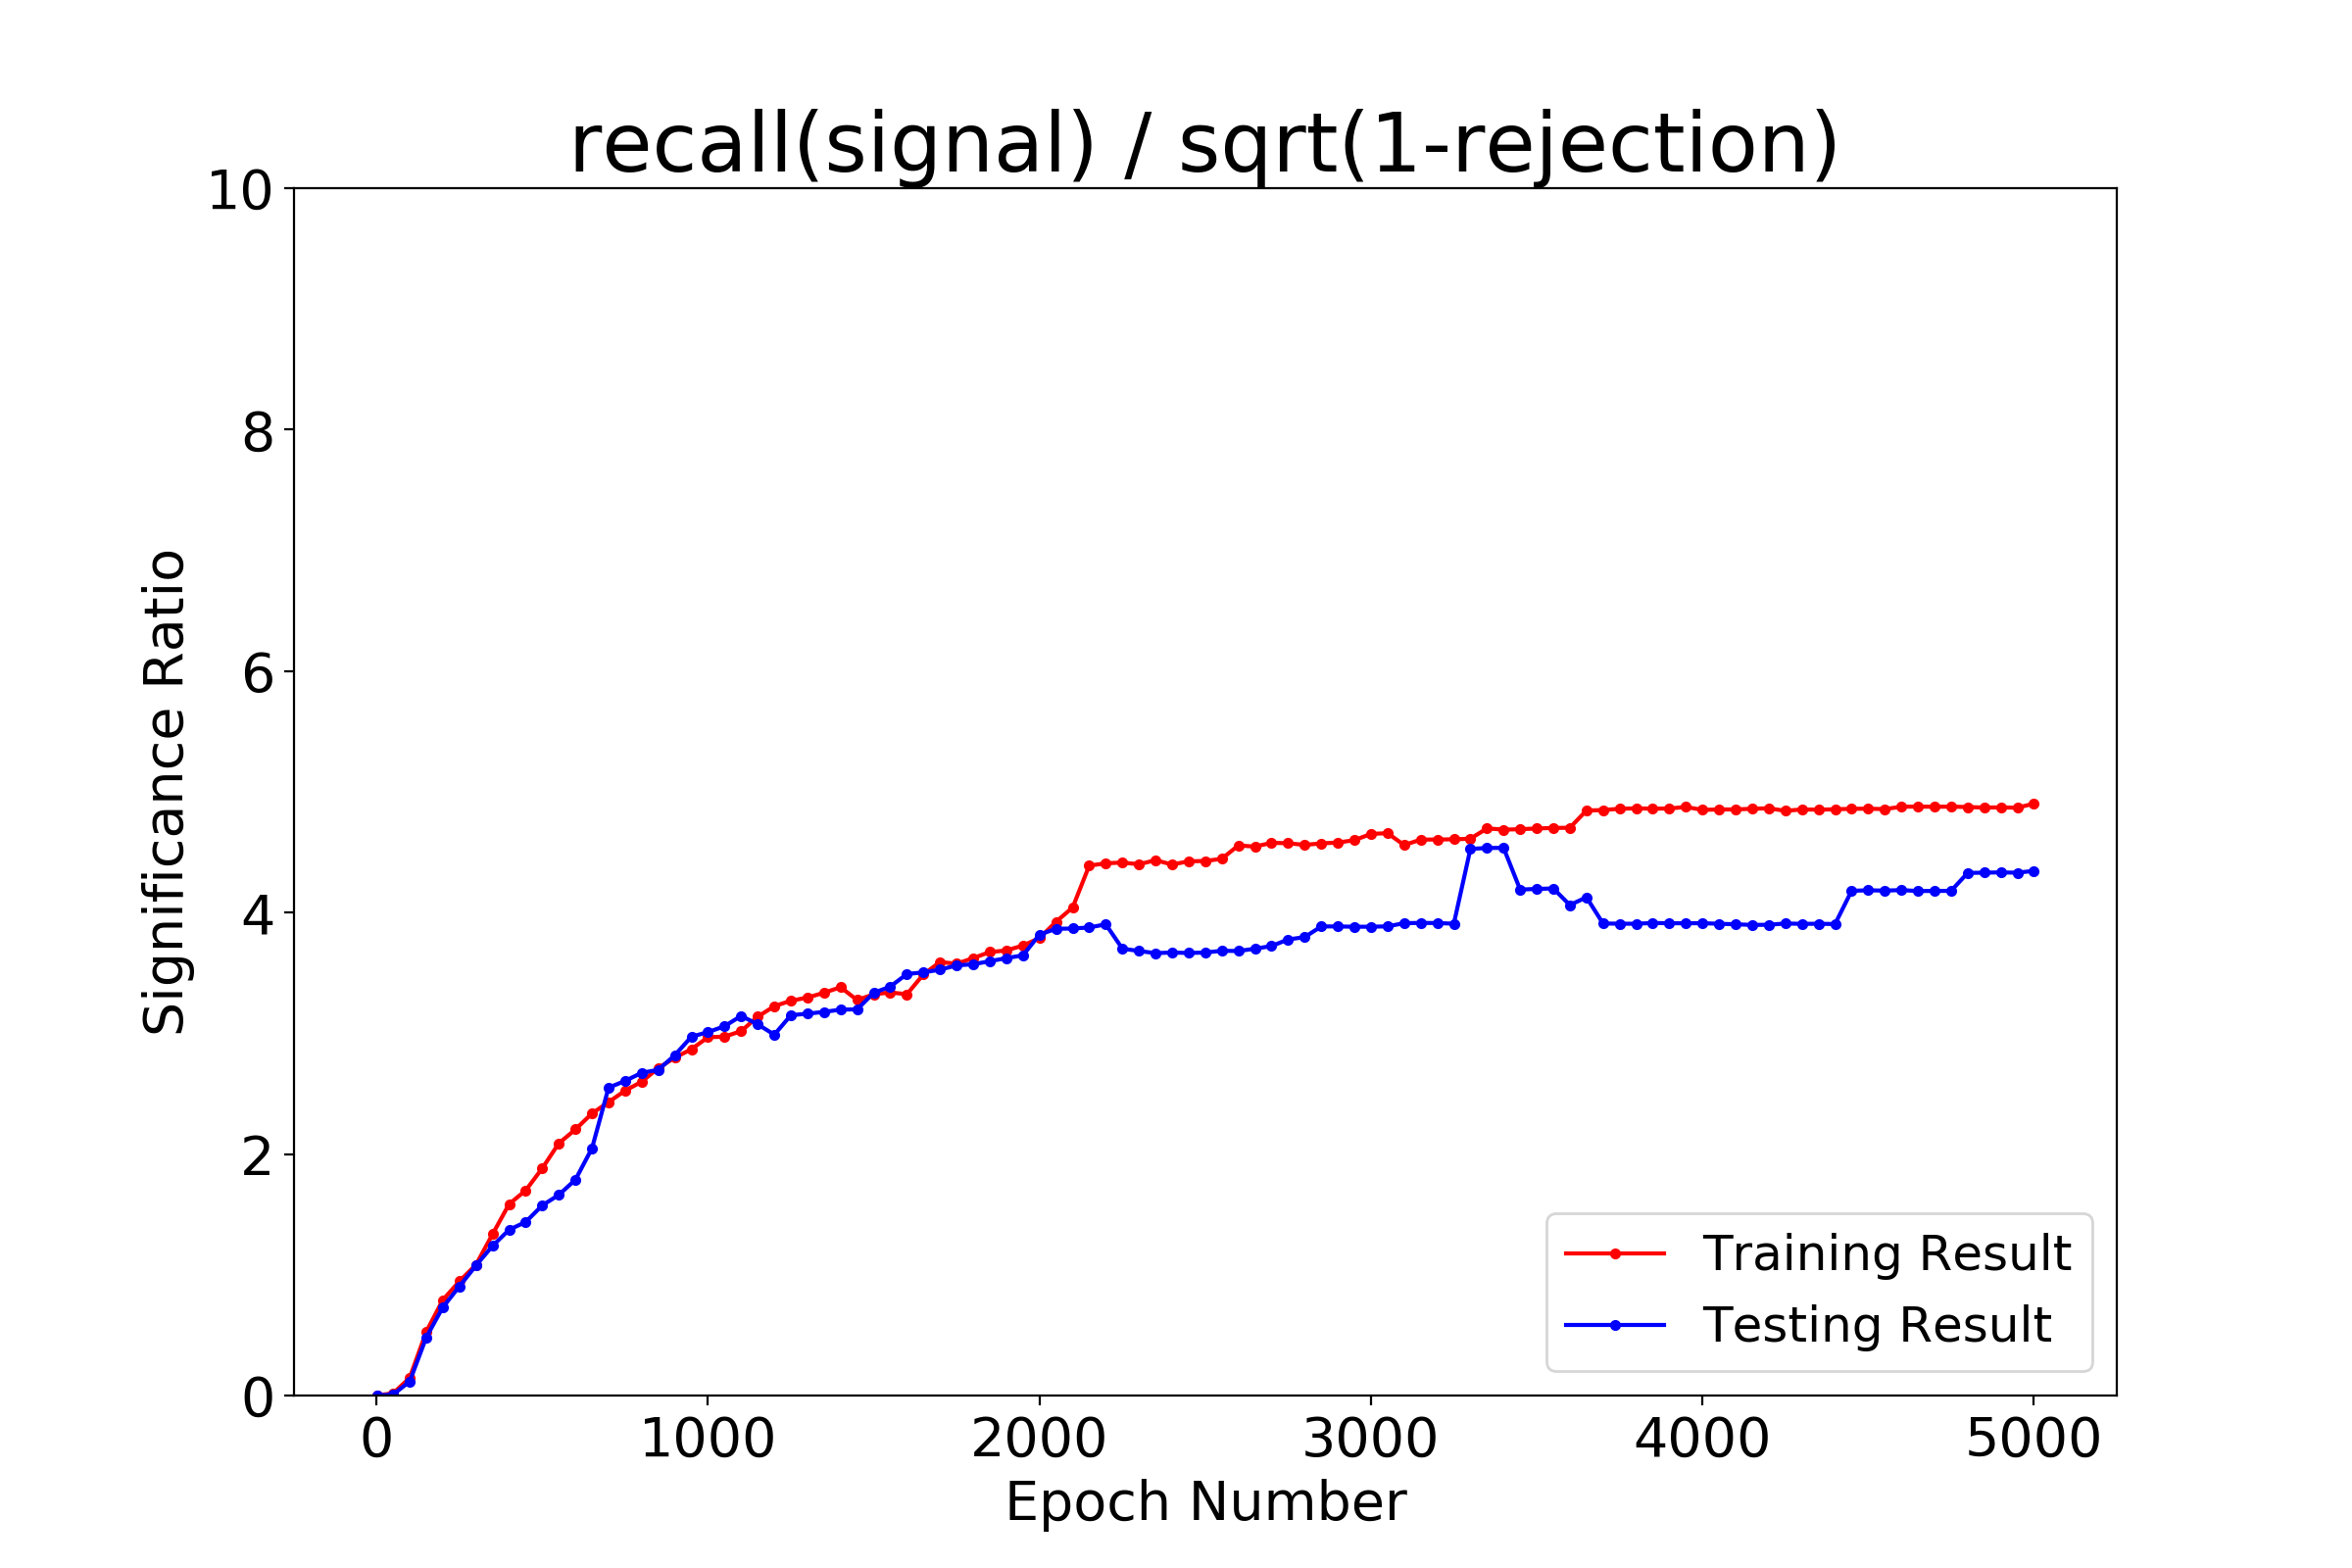 recall(signal) / sqrt(1-rejection)
10
8
6
4
2
0
Significance Ratio
0 1000 2000 3000 4000 5000
Epoch Number
Training Result
Testing Result